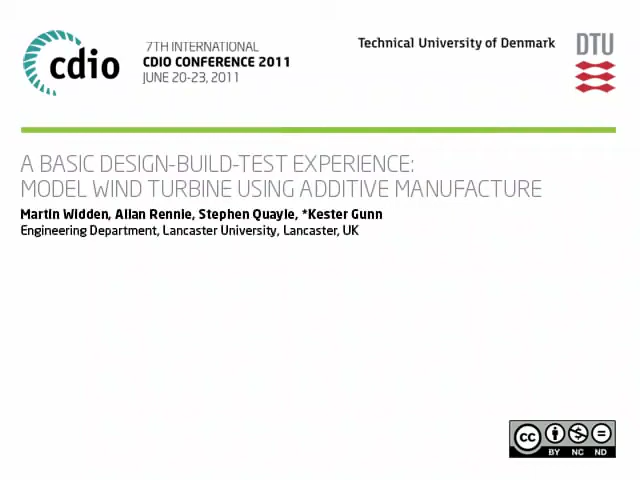 cdio
7TH INTERNATIONAL
CDIO CONFERENCE 2011
JUNE 20-23, 2011
Technical University of Denmark
DTU
A BASIC DESIGN-BUILD-TEST EXPERIENCE:
MODEL WIND TURBINE USING ADDITIVE MANUFACTURE
Martin Widden, Allan Rennie, Stephen Quayle, *Kester Gunn
Engineering Department, Lancaster University, Lancaster, UK
cc
BY NC ND